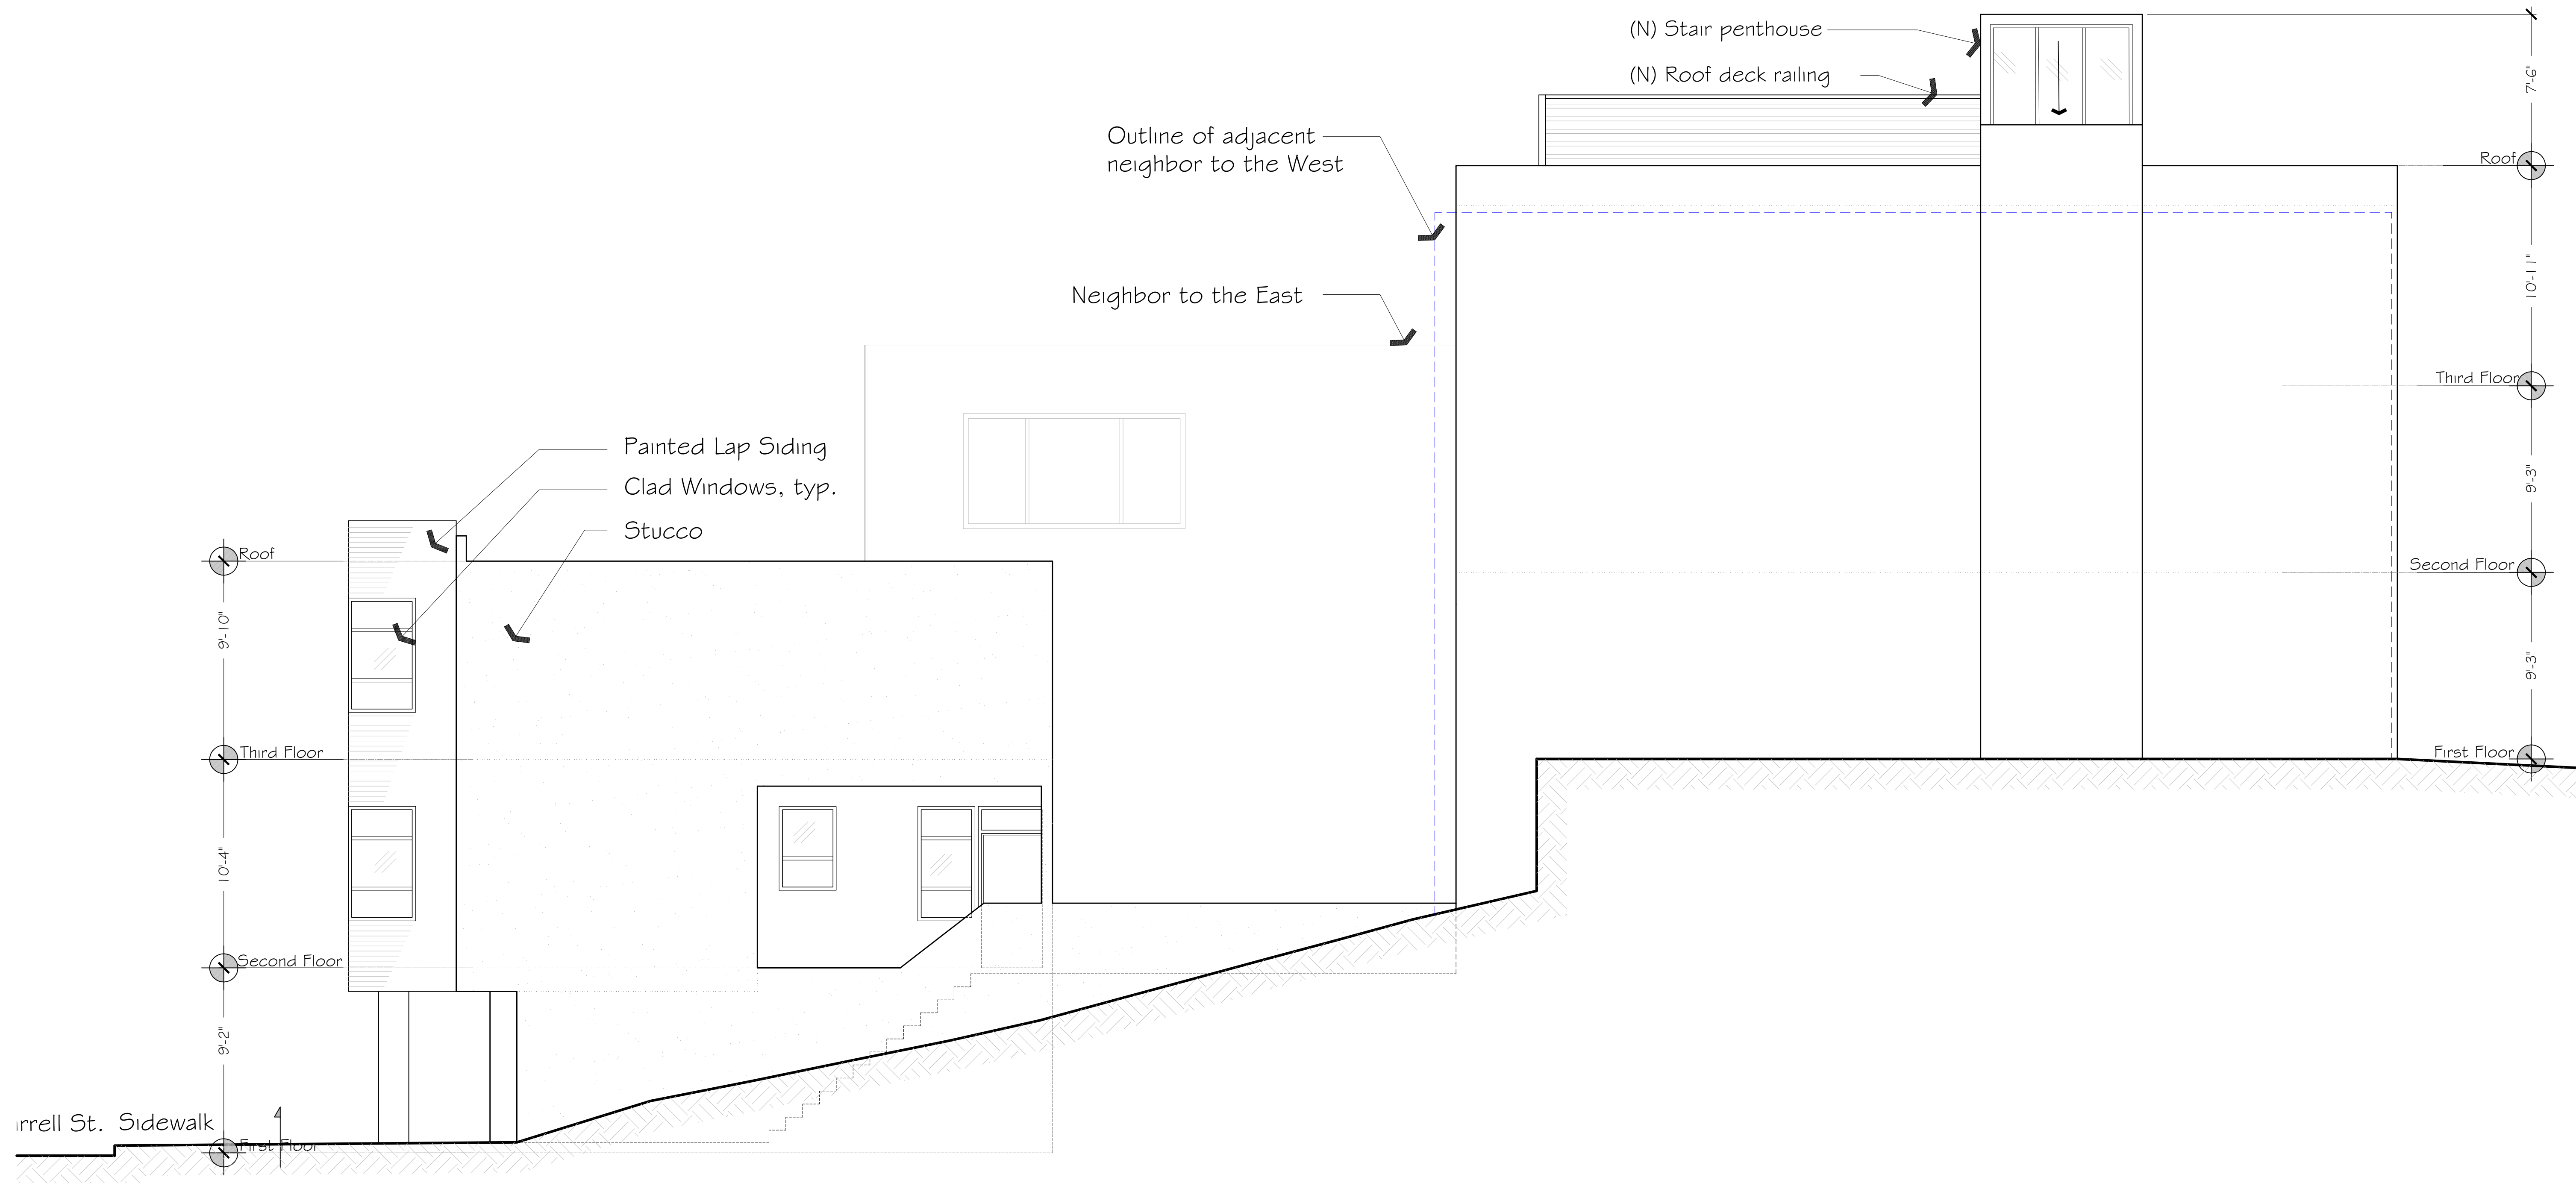 (N) Stair penthouse
(N) Roof deck railing
7'-6"
Outline of adjacent
neighbor to the West
Roof
10'-11"
Neighbor to the East
Third Floor
9'-3"
Painted Lap Siding
Clad Windows, typ.
Stucco
Roof
Second Floor
9'-10"
9'-3"
Third Floor
First Floor
10'-4"
Second Floor
9'-2"
irrell St. Sidewalk
First Floor